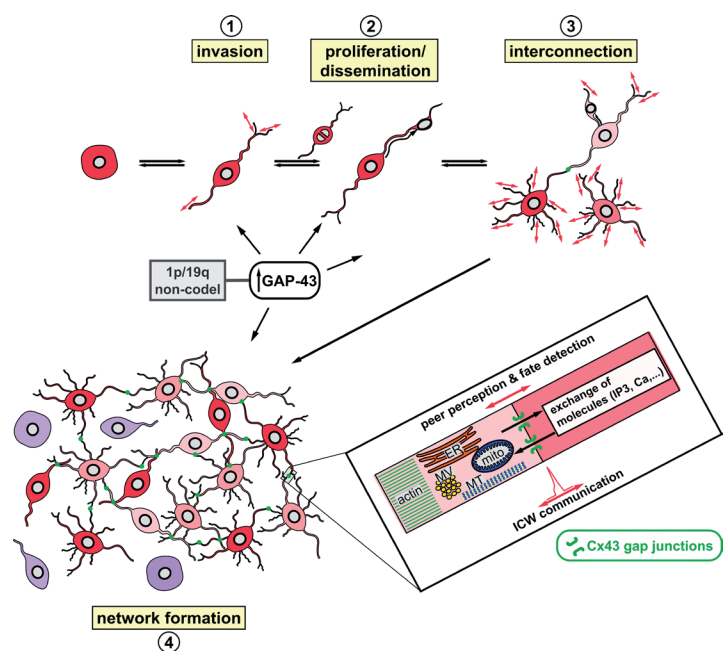 1
invasion
2
proliferation/
dissemination
3
interconnection
1p/19q
non-codel
GAP-43
peer perception & fate detection
exchange of
molecules (IP3, Ca,...)
ER
mito
MV
MT
actin
ICW communication
Cx43 gap junctions
network formation
4